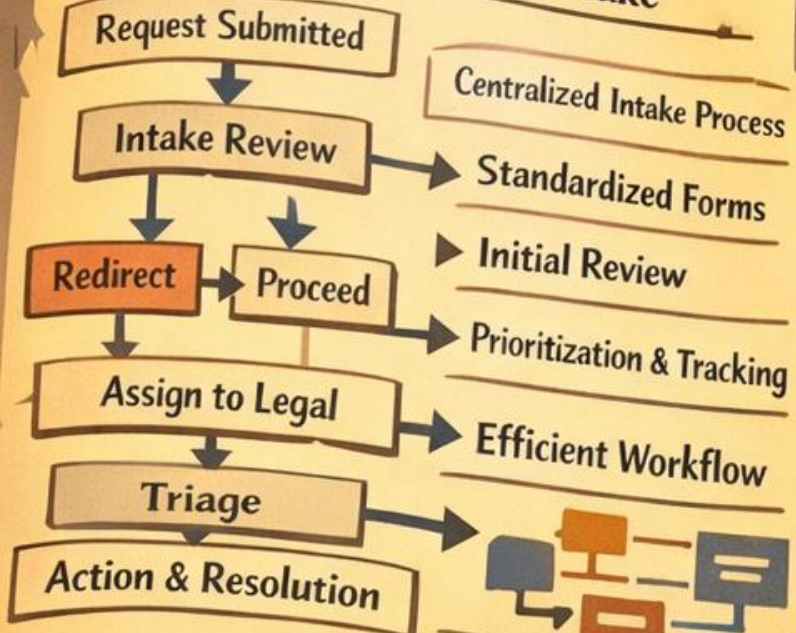 Request Submitted
Centralized Intake Process
Intake Review
Standardized Forms
Redirect
Proceed
Initial Review
Prioritization & Tracking
Assign to Legal
Efficient Workflow
Triage
Action & Resolution